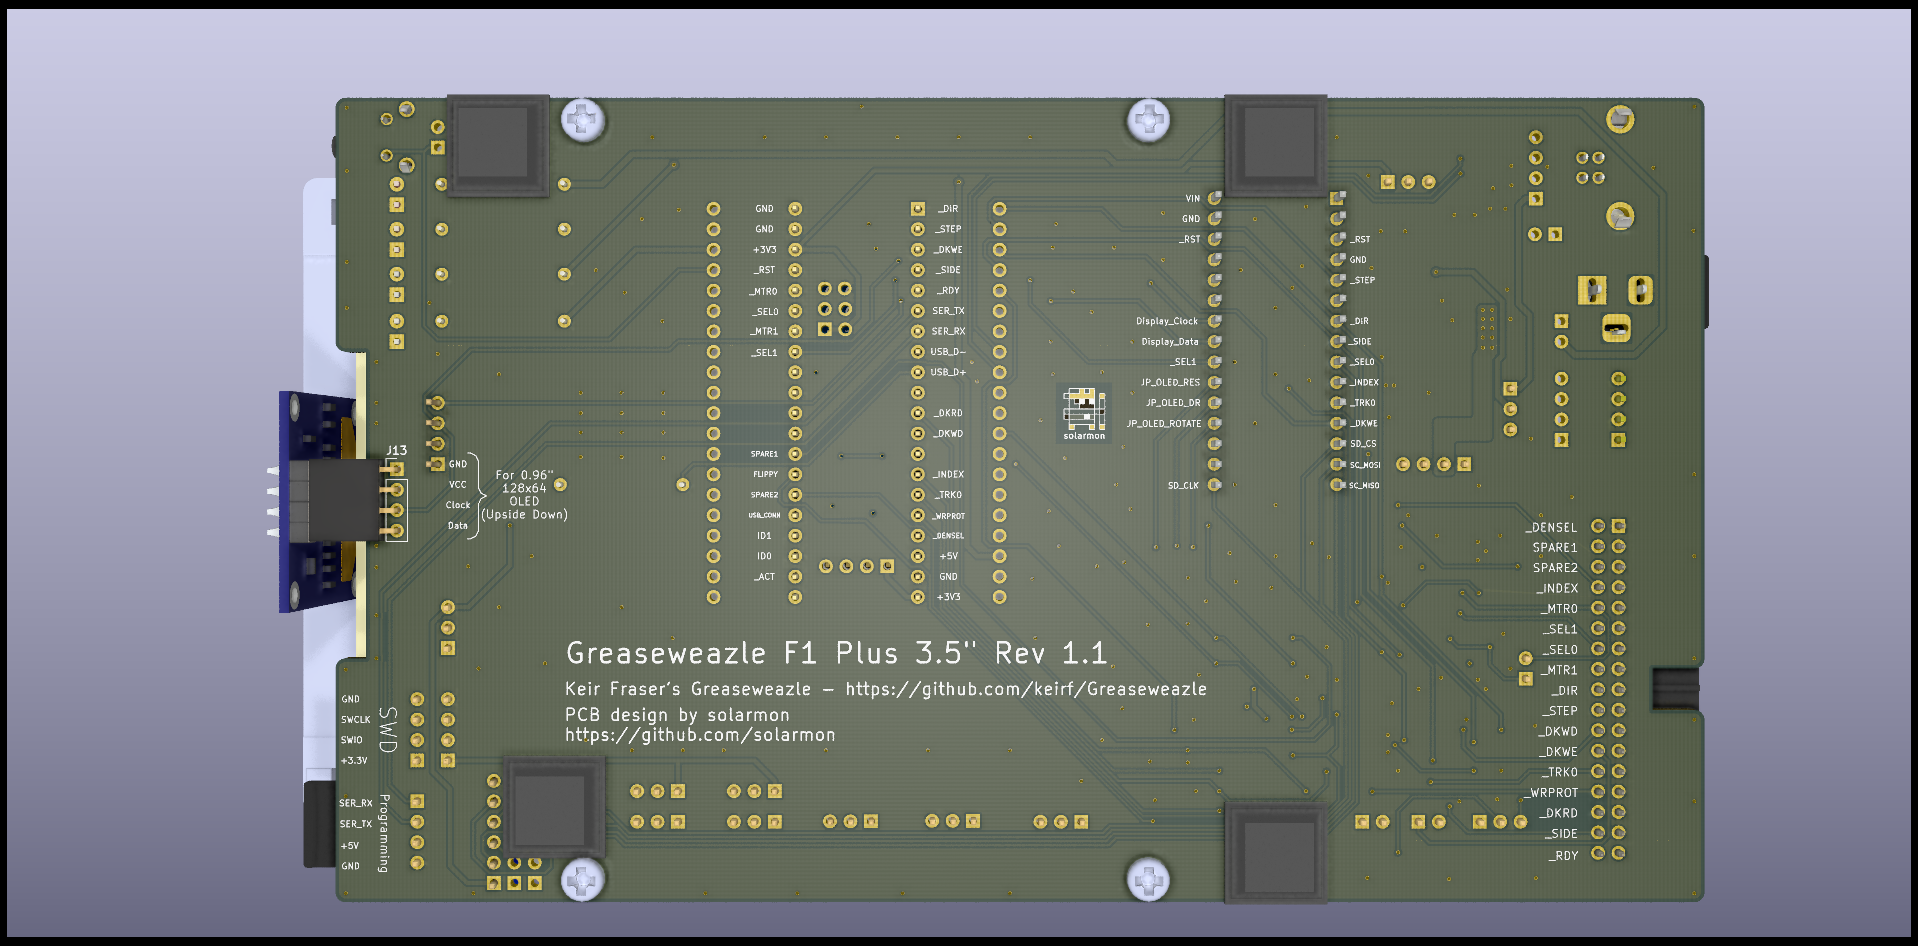 GND
GND
+3V3
_RST
_MTR0
_SEL0
_MTR1
_SEL1
SPARE1
FLIPPY
SPARE2
USB_CONN
ID1
ID0
_ACT
_DIR
_STEP
_DKWE
_SIDE
_RDY
SER_TX
SER_RX
USB_D-
USB_D+
_DKRD
_DKWD
_INDEX
_TRK0
_WRPROT
_DENSEL
+5V
GND
+3V3
VIN
GND
_RST
Display_Clock
Display_Data
_SEL1
JP_OLED_RES
JP_OLED_DR
JP_OLED_ROTATE
SD_CLK
_RST
GND
_STEP
_DIR
_SIDE
_SEL0
_INDEX
_TRK0
_DKWE
SD_CS
SC_MOSI
SC_MISO
solarmon
J13
GND
VCC
Clock
Data
For 0.96"
128x64
OLED
(Upside Down)
_DENSEL
SPARE1
SPARE2
_INDEX
_MTR0
_SEL1
_SEL0
_MTR1
_DIR
_STEP
_DKWD
_DKWE
_TRK0
_WRPROT
_DKRD
_SIDE
_RDY
Greaseweazle F1 Plus 3.5" Rev 1.1
Keir Fraser's Greaseweazle - https://github.com/keirf/Greaseweazle
PCB design by solarmon
https://github.com/solarmon
GND
SWCLK
SWIO
+3.3V
SWD
SER_RX
SER_TX
+5V
GND
Programming